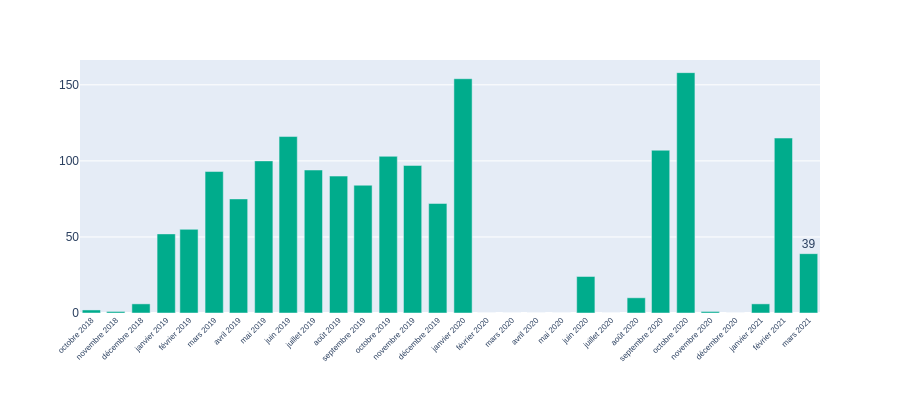 150
100
50
0
39
octobre 2018
novembre 2018
décembre 2018
janvier 2019
février 2019
mars 2019
avril 2019
mai 2019
juin 2019
juillet 2019
août 2019
septembre 2019
octobre 2019
novembre 2019
décembre 2019
janvier 2020
février 2020
mars 2020
avril 2020
mai 2020
juin 2020
juillet 2020
août 2020
septembre 2020
octobre 2020
novembre 2020
décembre 2020
janvier 2021
février 2021
mars 2021